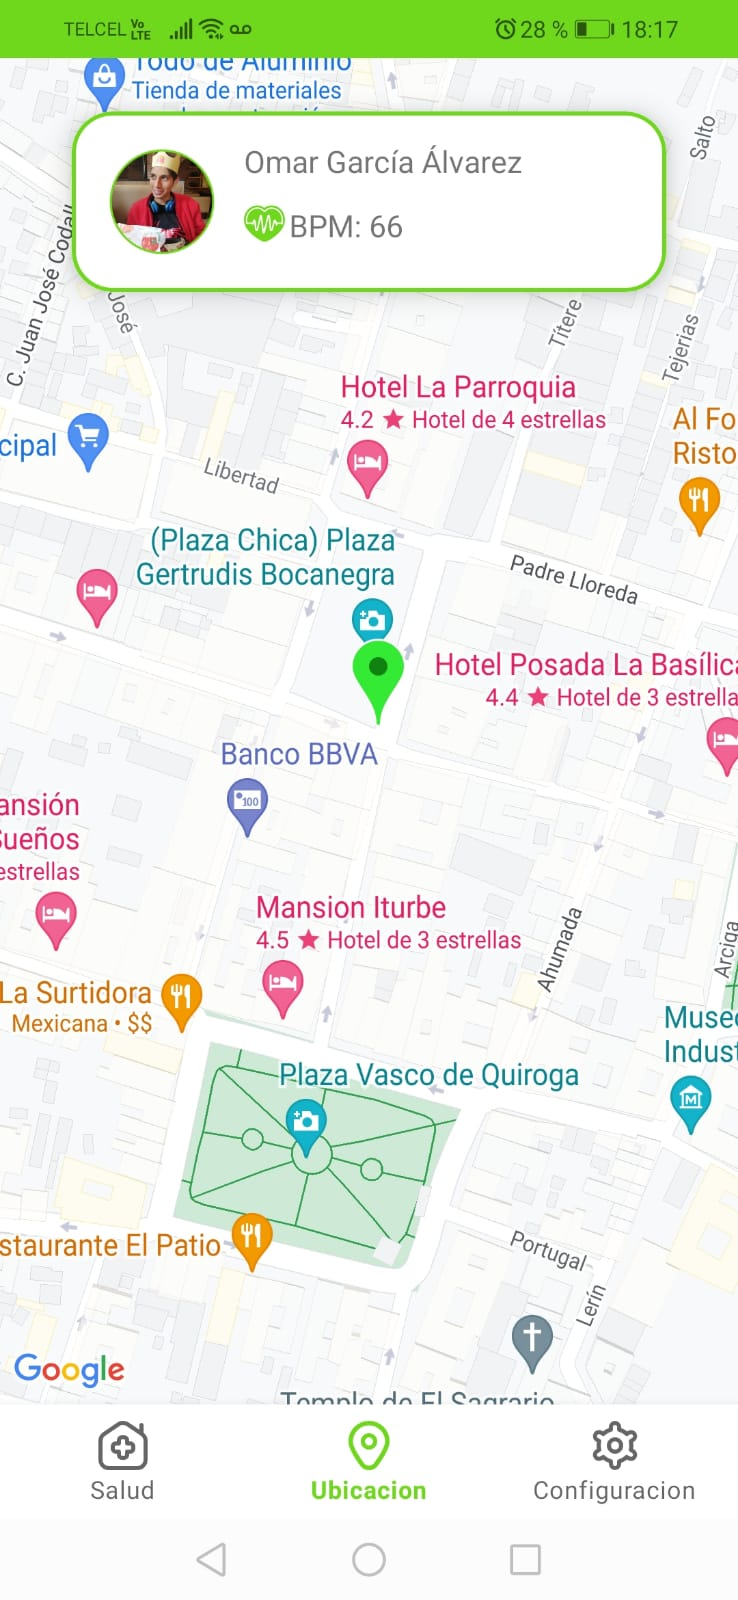 TELCEL Vo LTE 28 % 18:17
Todo de Aluminio
Tienda de materiales
Omar García Álvarez
BPM: 66
Salto
C. Juan José Codall
José
Títere
Tejerias
Hotel La Parroquia
4.2 ★ Hotel de 4 estrellas
Al Fo
Risto
cipal
Libertad
(Plaza Chica) Plaza
Gertrudis Bocanegra
Padre Lloreda
Hotel Posada La Basílica
4.4 ★ Hotel de 3 estrella
Banco BBVA
100
ansión
Sueños
estrellas
Mansion Iturbe
4.5 ★ Hotel de 3 estrellas
Ahumada
Arciga
La Surtidora
Mexicana • $$
Muse
Indust
M
Plaza Vasco de Quiroga
staurante El Patio
Portugal
Lerín
Google
Templo de El Sagrario
Salud
Ubicacion
Configuracion